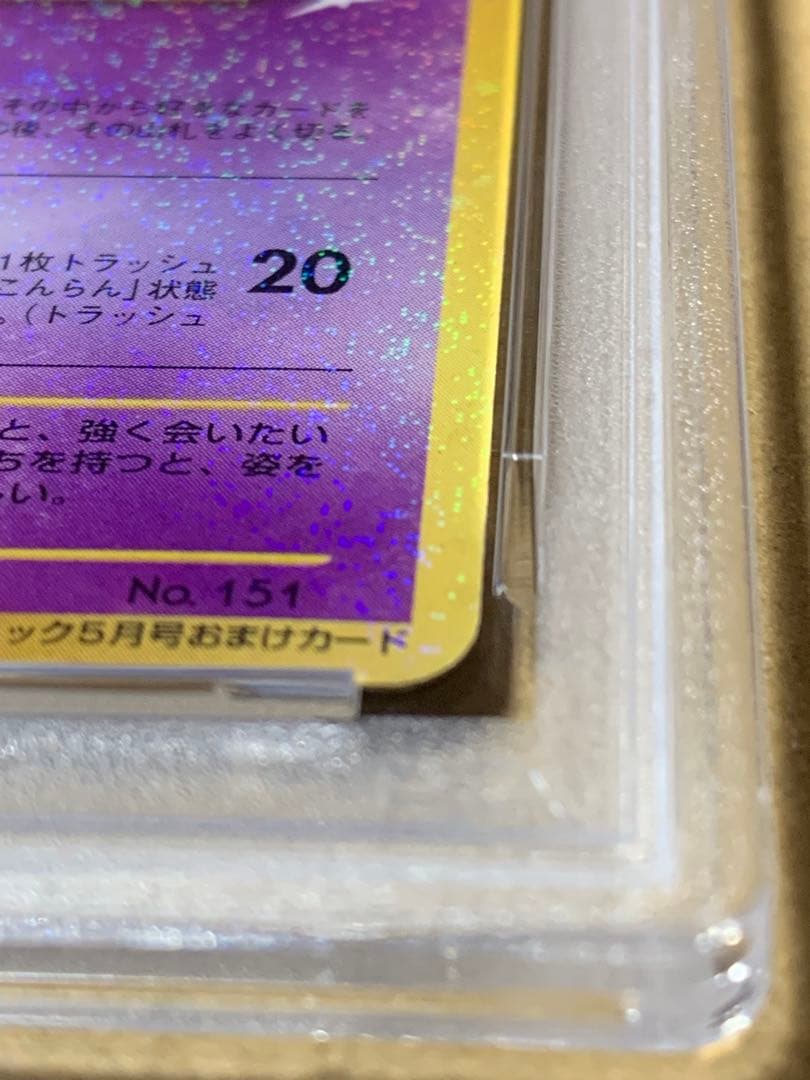 その中から好きなカードを
の後、その山札をよく切る。
1枚トラッシュ
こんらん」状態
。(トラッシュ
20
と、強く会いたい
ちを持つと、姿を
しい。
No. 151
ック5月号おまけカード